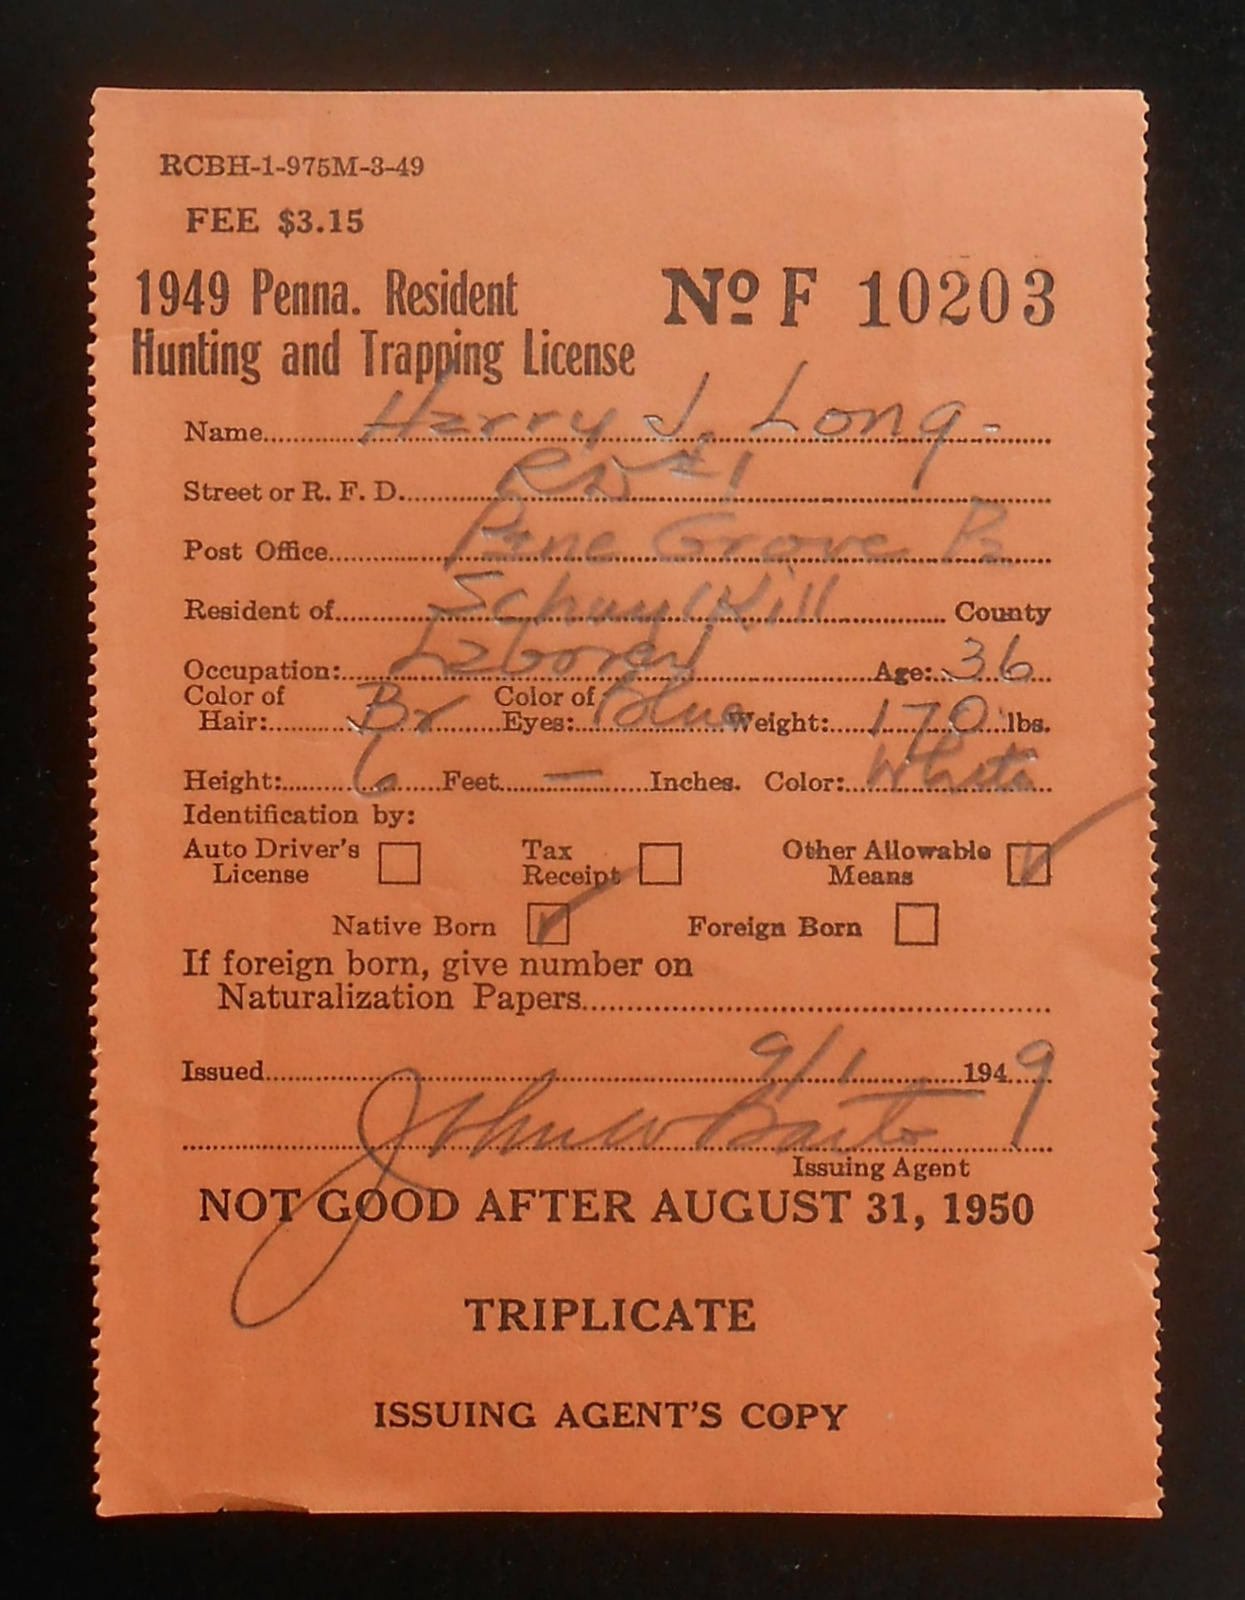 RCBH-1-975M-3-49
FEE $3.15
1949 Penna. Resident
Hunting and Trapping License
No F 10203
Name Harry J. Long
Street or R. F. D. RD #1
Post Office Pine Grove Pa
Resident of Schuylkill County
Occupation: Laborer Age: 36
Color of Hair: Br Color of Eyes: Blue Weight: 170 lbs.
Height: 6 Feet — Inches. Color: White
Identification by:
Auto Driver's License ☐ Tax Receipt ☐ Other Allowable Means ☑
Native Born ☑ Foreign Born ☐
If foreign born, give number on
Naturalization Papers
Issued 9/1 1949
John W Barto
Issuing Agent
NOT GOOD AFTER AUGUST 31, 1950
TRIPLICATE
ISSUING AGENT'S COPY